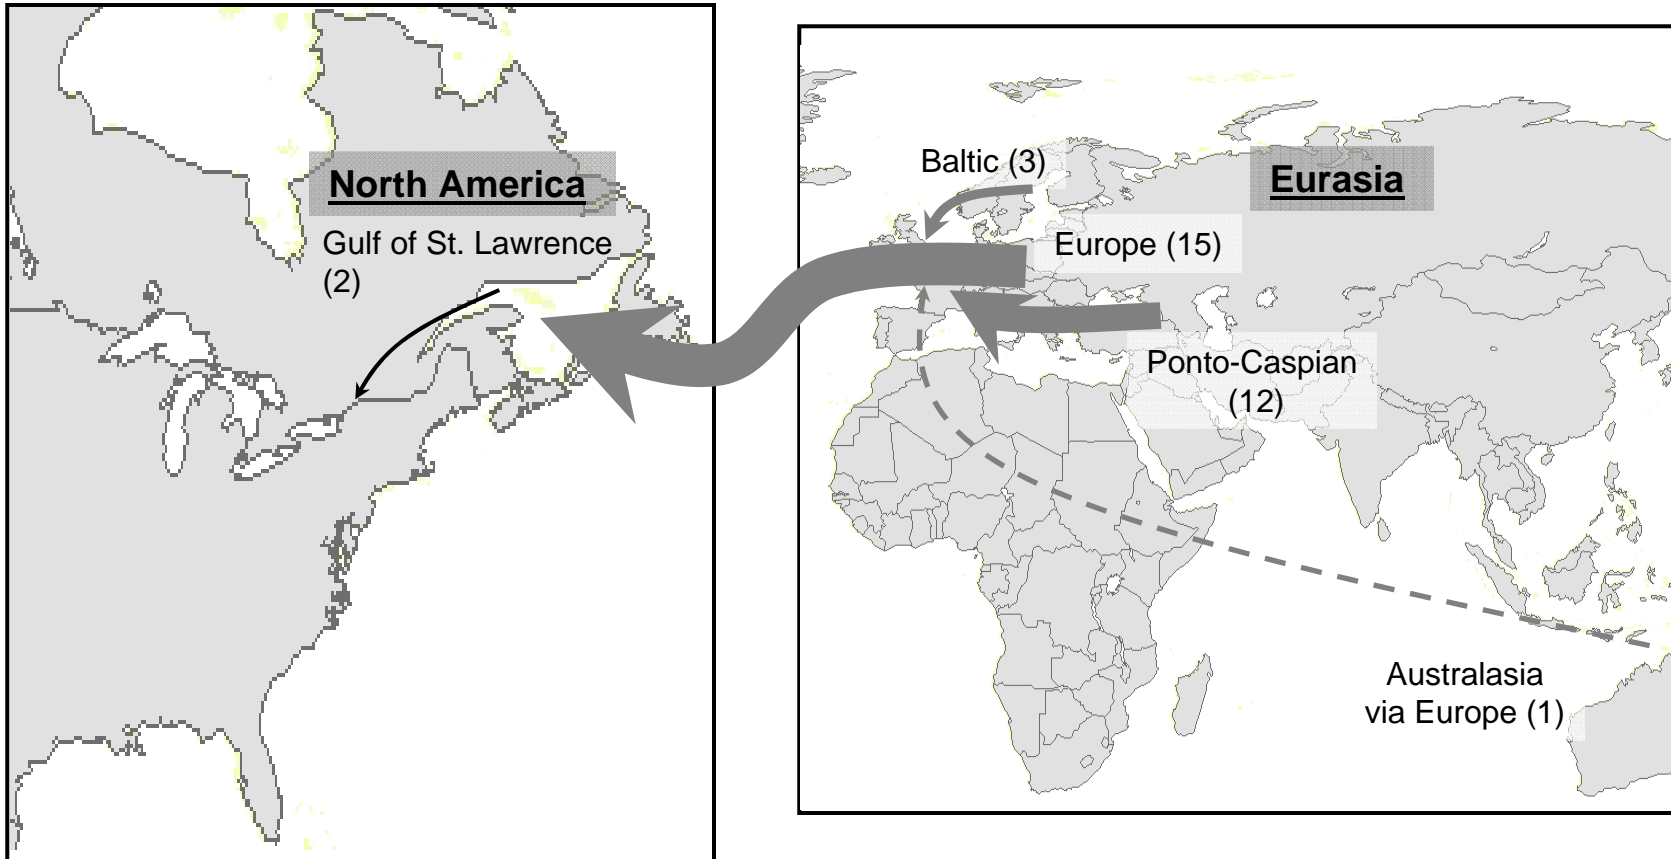 North America
Gulf of St. Lawrence
(2)
Baltic (3)
Eurasia
Europe (15)
Ponto-Caspian
(12)
Australasia
via Europe (1)